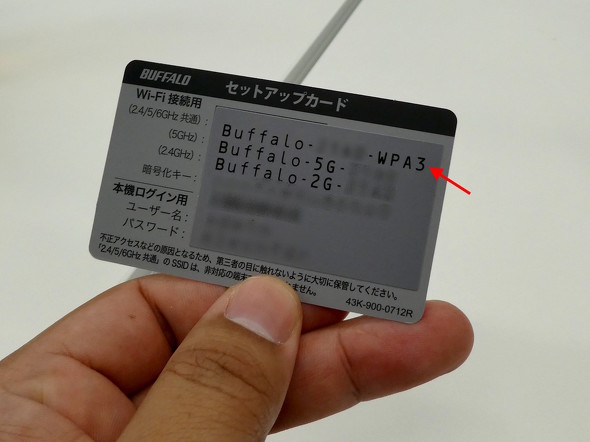 BUFFALO セットアップカード
Wi-Fi 接続用
(2.4/5/6GHz 共通) : Buffalo- -WPA3
(5GHz) : Buffalo-5G-
(2.4GHz) : Buffalo-2G-
暗号化キー :
本機ログイン用
ユーザー名 :
パスワード :
不正アクセスなどの原因となるため、第三者の目に触れないように大切に保管してください。
「2.4/5/6GHz 共通」の SSID は、非対応の端末 ません。
43K-900-0712R